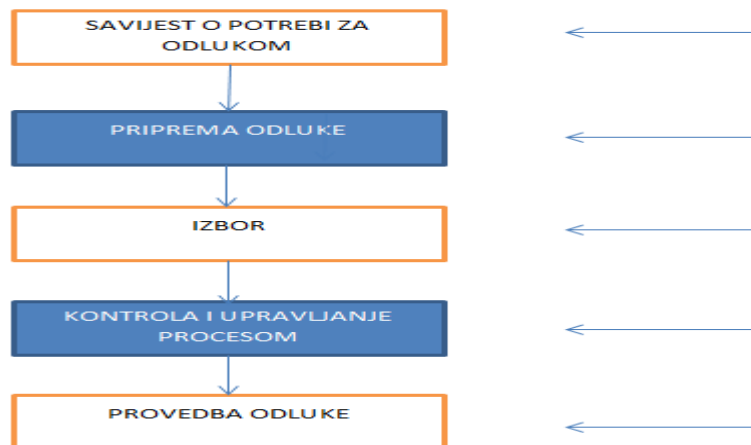 SAVIJEST O POTREBI ZA
ODLUKOM
PRIPREMA ODLUKE
IZBOR
KONTROLA I UPRAVLJANJE
PROCESOM
PROVEDBA ODLUKE